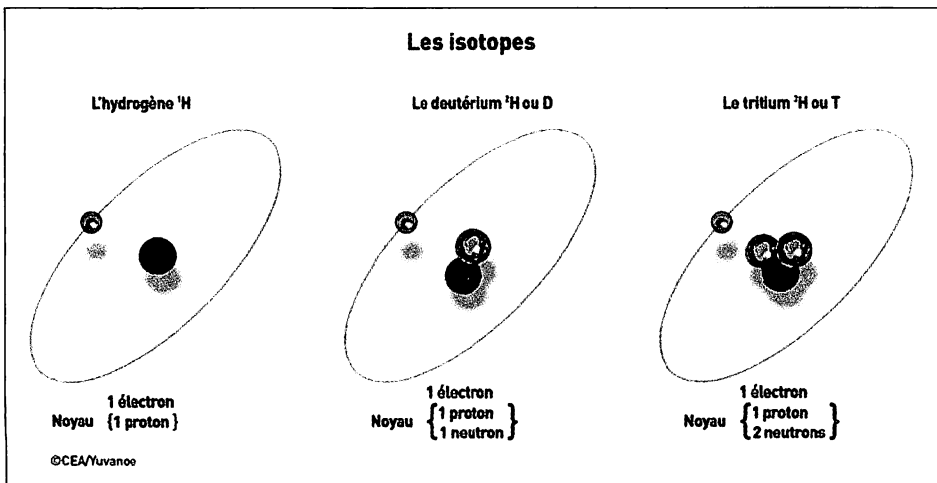 Les isotopes
L'hydrogène ¹H
Le deutérium ²H ou D
Le tritium ³H ou T
1 électron
Noyau {1 proton}
1 électron
Noyau {1 proton
1 neutron}
1 électron
Noyau {1 proton
2 neutrons}
©CEA/Yuvanoe